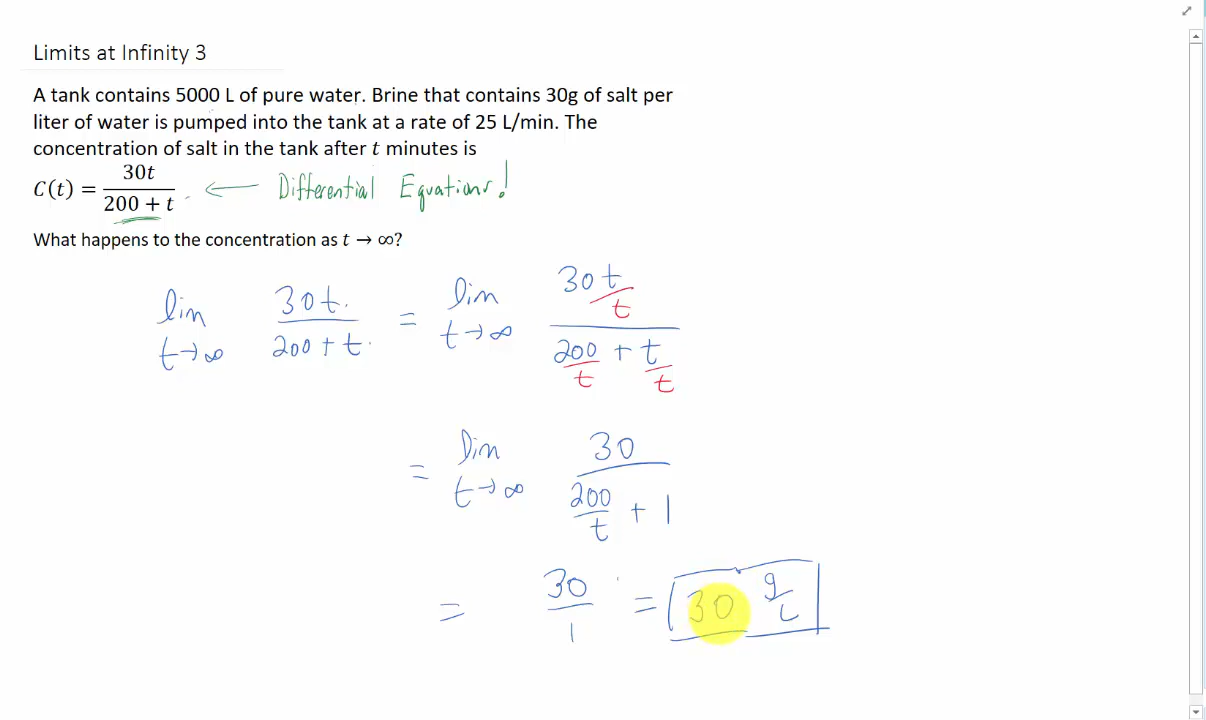 Limits at Infinity 3
A tank contains 5000 L of pure water. Brine that contains 30g of salt per
liter of water is pumped into the tank at a rate of 25 L/min. The
concentration of salt in the tank after t minutes is
C(t) = 30t / 200 + t ← Differential Equations!
What happens to the concentration as t → ∞?
lim t→∞ 30t / 200 + t = lim t→∞ 30t/t / 200/t + t/t
= lim t→∞ 30 / 200/t + 1
= 30/1 = 30 g/L